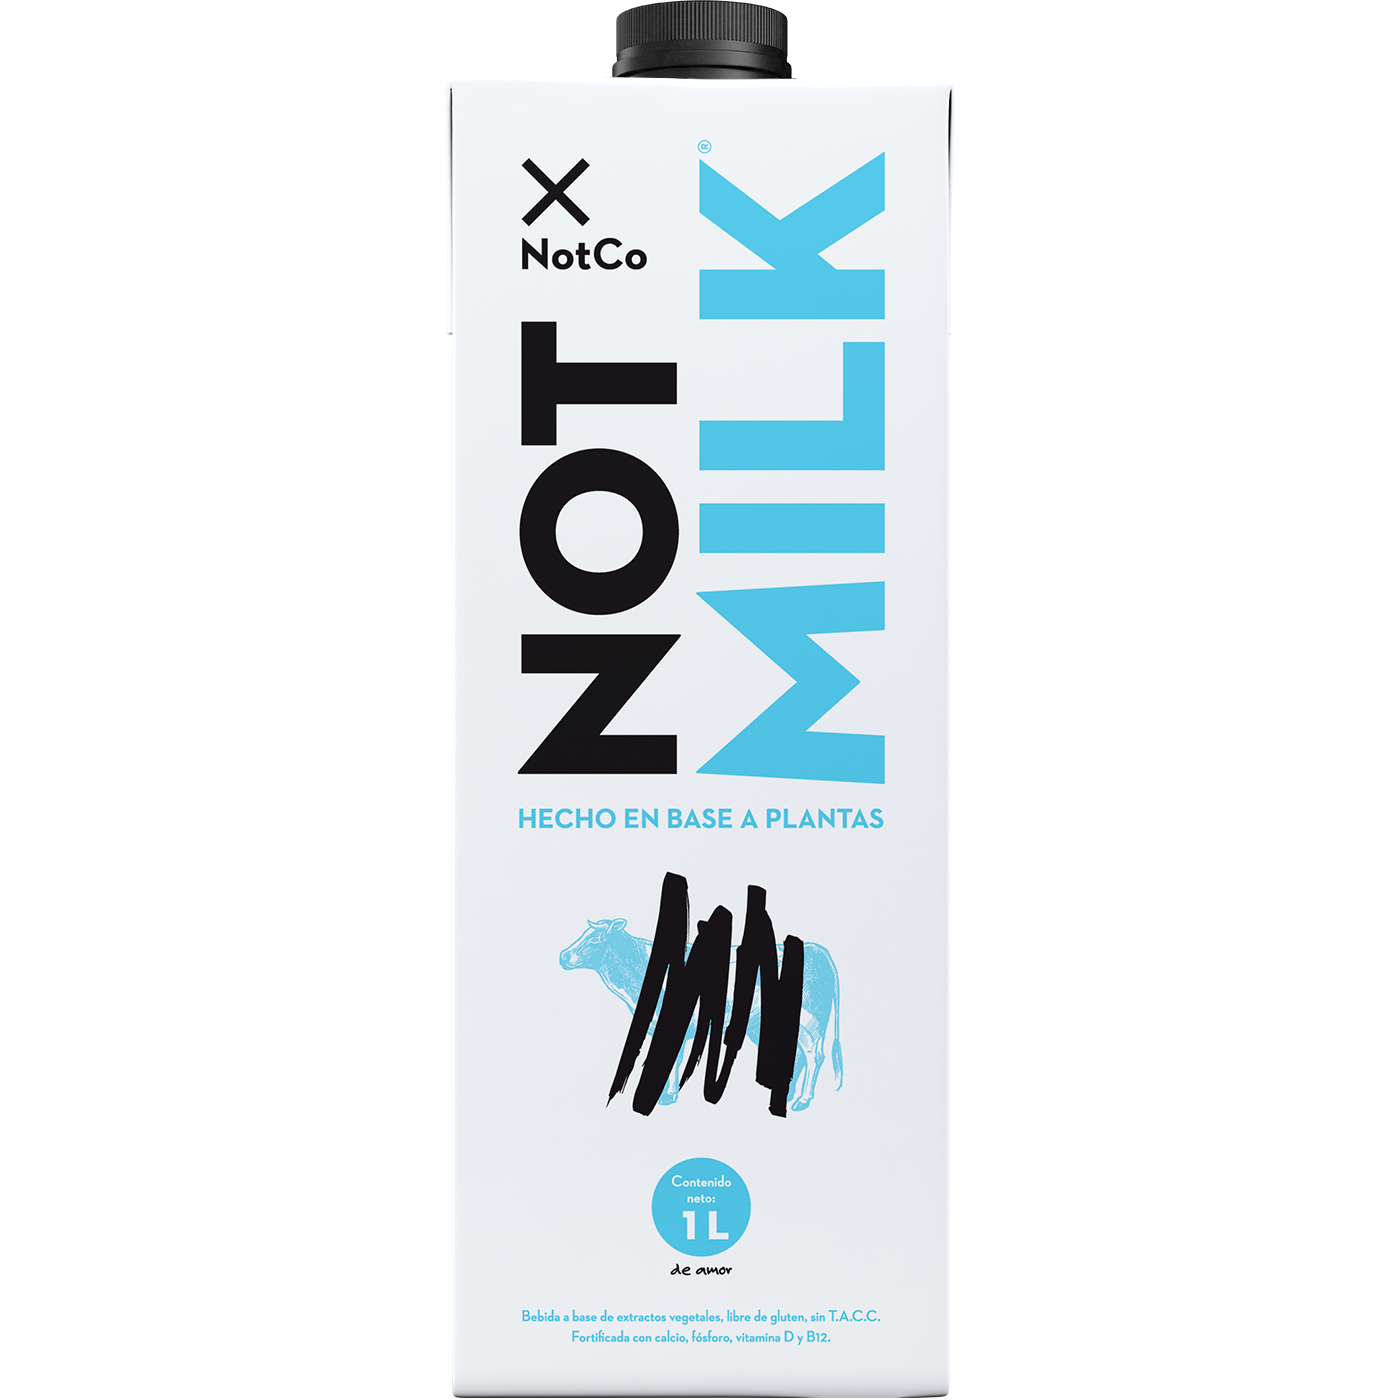 NotCo
NOT
MILK®
HECHO EN BASE A PLANTAS
Contenido
neto:
1 L
de amor
Bebida a base de extractos vegetales, libre de gluten, sin T.A.C.C.
Fortificada con calcio, fósforo, vitamina D y B12.